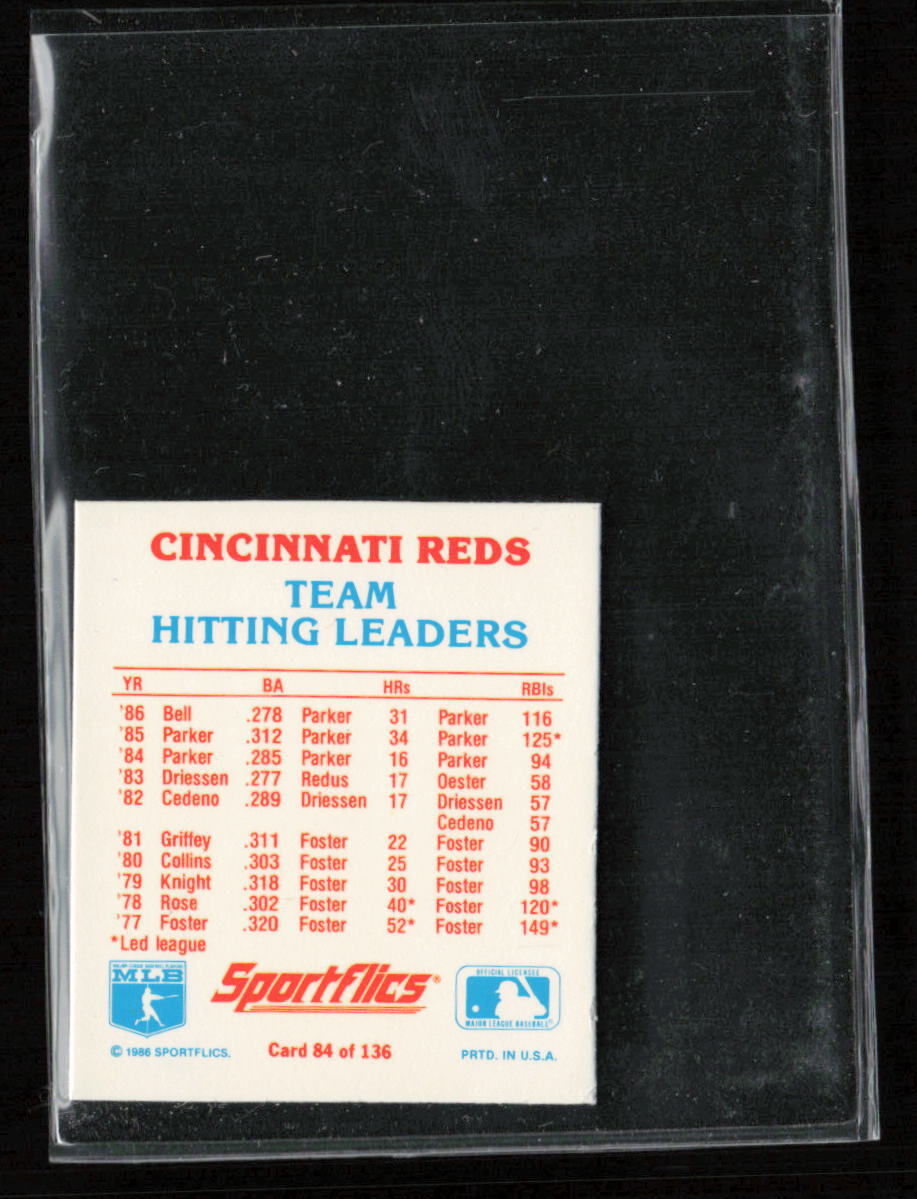 CINCINNATI REDS
TEAM
HITTING LEADERS
YR BA HRs RBIs
'86 Bell .278 Parker 31 Parker 116
'85 Parker .312 Parker 34 Parker 125*
'84 Parker .285 Parker 16 Parker 94
'83 Driessen .277 Redus 17 Oester 58
'82 Cedeno .289 Driessen 17 Driessen 57
Cedeno 57
'81 Griffey .311 Foster 22 Foster 90
'80 Collins .303 Foster 25 Foster 93
'79 Knight .318 Foster 30 Foster 98
'78 Rose .302 Foster 40* Foster 120*
'77 Foster .320 Foster 52* Foster 149*
*Led league
MAJOR LEAGUE BASEBALL PLAYERS
MLB
Sportflics®
OFFICIAL LICENSEE
MAJOR LEAGUE BASEBALL®
© 1986 SPORTFLICS. Card 84 of 136 PRTD. IN U.S.A.